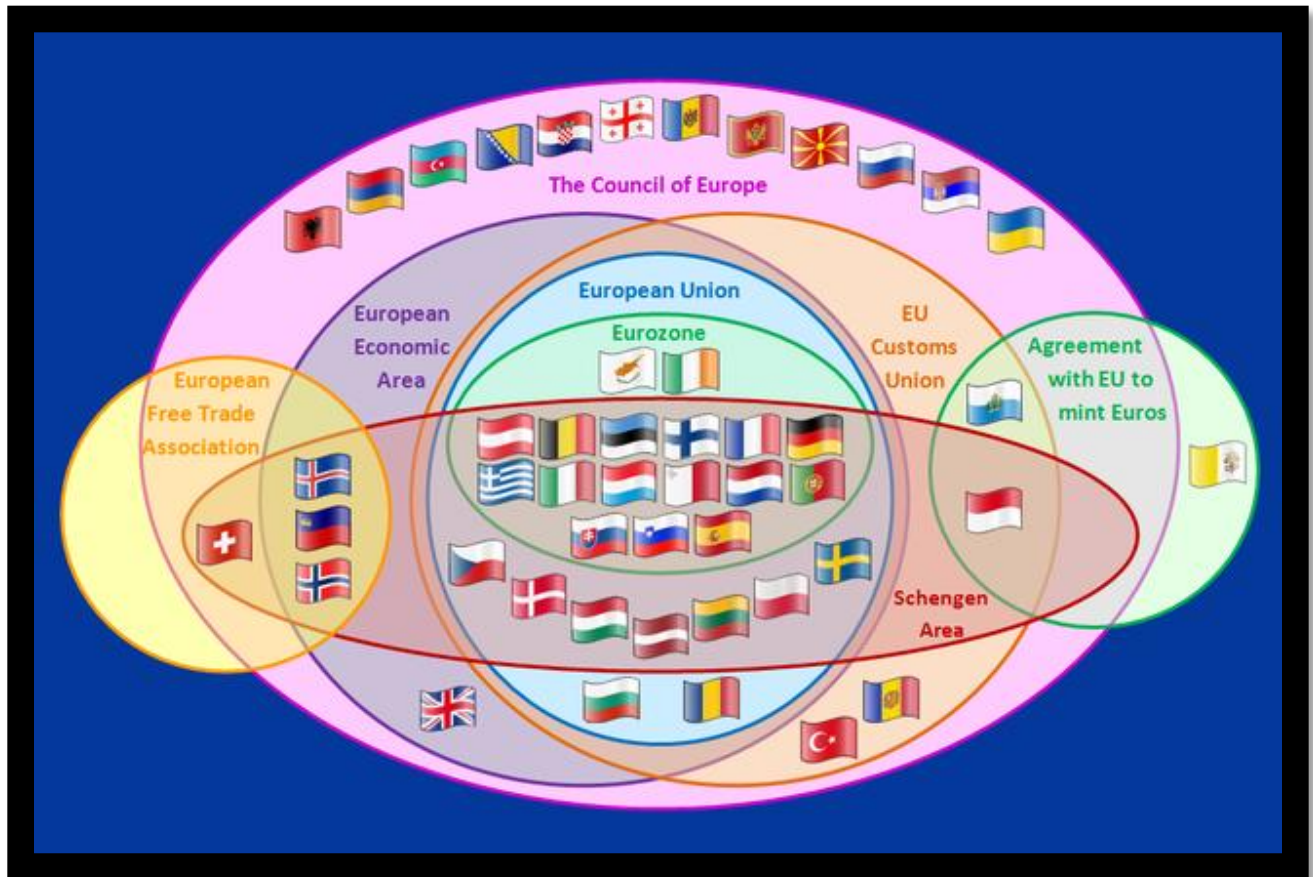 The Council of Europe
European Union
European
Economic
Area
Eurozone
EU
Customs
Union
Agreement
with EU to
mint Euros
European
Free Trade
Association
Schengen
Area